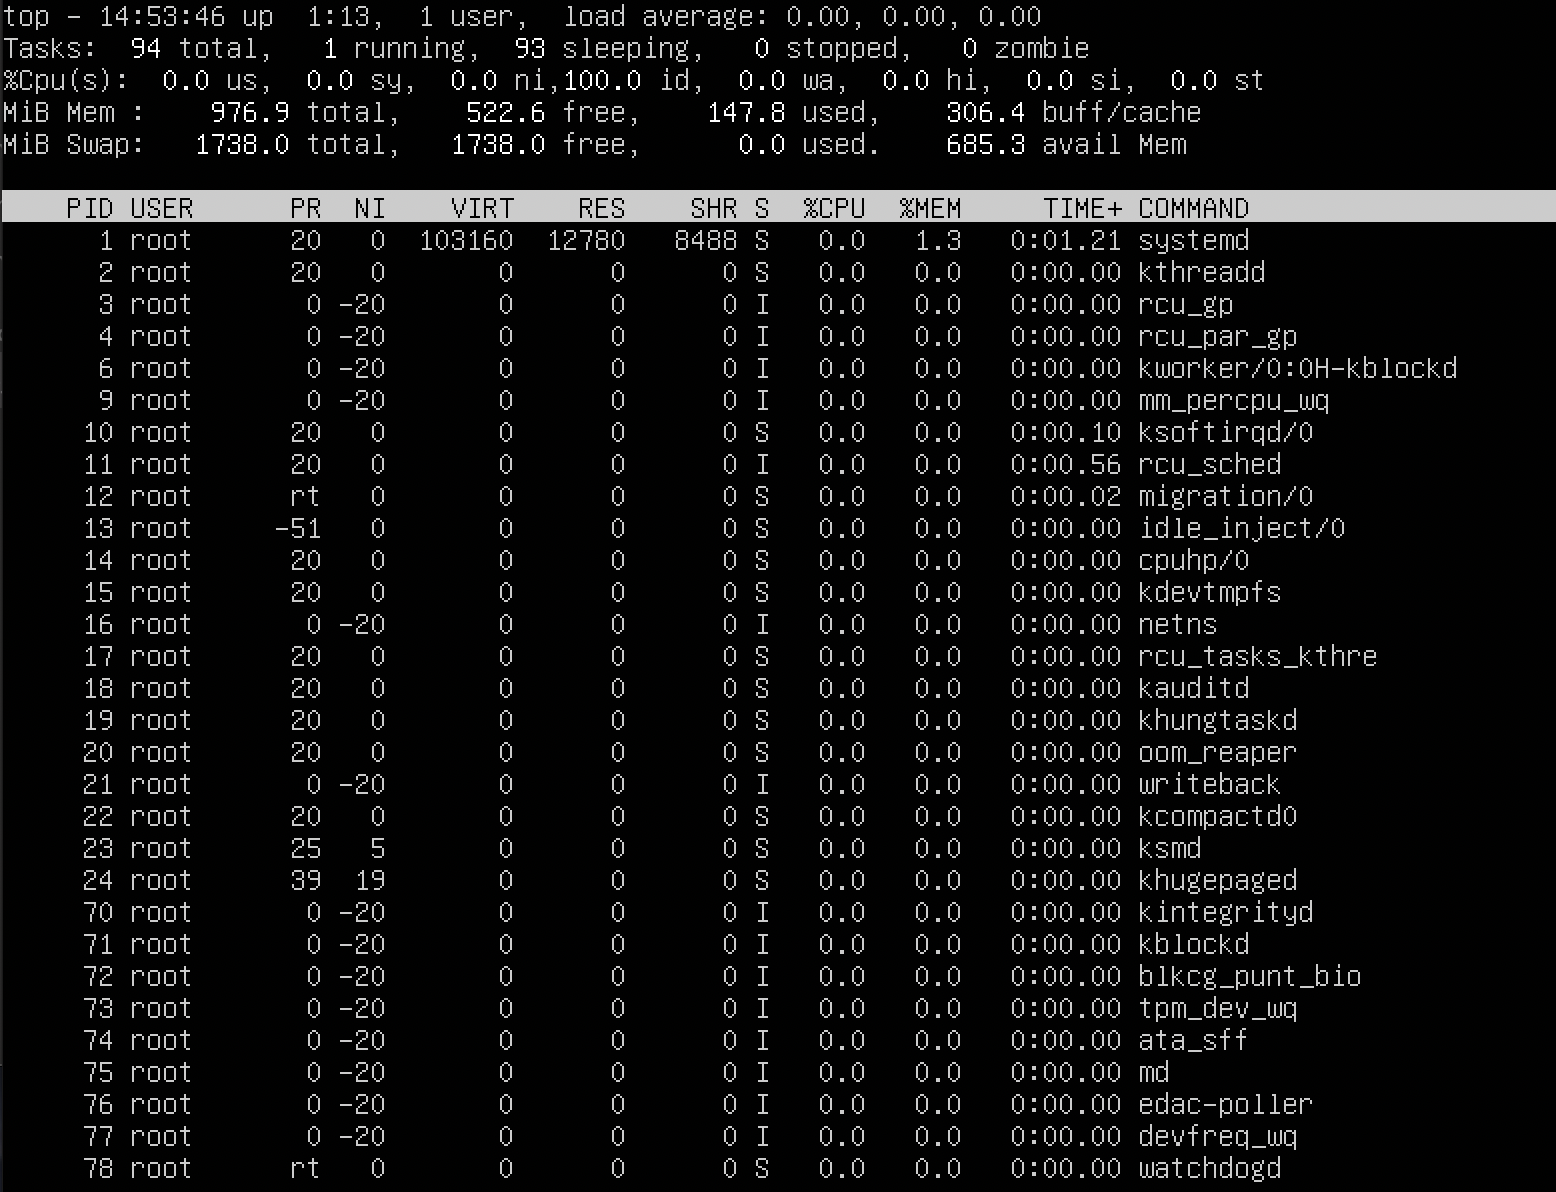 top - 14:53:46 up  1:13,  1 user,  load average: 0.00, 0.00, 0.00
Tasks:  94 total,   1 running,  93 sleeping,   0 stopped,   0 zombie
%Cpu(s):  0.0 us,  0.0 sy,  0.0 ni,100.0 id,  0.0 wa,  0.0 hi,  0.0 si,  0.0 st
MiB Mem :    976.9 total,    522.6 free,    147.8 used,    306.4 buff/cache
MiB Swap:   1738.0 total,   1738.0 free,      0.0 used.    685.3 avail Mem
PID USER      PR  NI    VIRT    RES    SHR S  %CPU  %MEM     TIME+ COMMAND
1 root      20   0  103160  12780   8488 S   0.0   1.3   0:01.21 systemd
2 root      20   0       0      0      0 S   0.0   0.0   0:00.00 kthreadd
3 root       0 -20       0      0      0 I   0.0   0.0   0:00.00 rcu_gp
4 root       0 -20       0      0      0 I   0.0   0.0   0:00.00 rcu_par_gp
6 root       0 -20       0      0      0 I   0.0   0.0   0:00.00 kworker/0:0H-kblockd
9 root       0 -20       0      0      0 I   0.0   0.0   0:00.00 mm_percpu_wq
10 root      20   0       0      0      0 S   0.0   0.0   0:00.10 ksoftirqd/0
11 root      20   0       0      0      0 I   0.0   0.0   0:00.56 rcu_sched
12 root      rt   0       0      0      0 S   0.0   0.0   0:00.02 migration/0
13 root     -51   0       0      0      0 S   0.0   0.0   0:00.00 idle_inject/0
14 root      20   0       0      0      0 S   0.0   0.0   0:00.00 cpuhp/0
15 root      20   0       0      0      0 S   0.0   0.0   0:00.00 kdevtmpfs
16 root       0 -20       0      0      0 I   0.0   0.0   0:00.00 netns
17 root      20   0       0      0      0 S   0.0   0.0   0:00.00 rcu_tasks_kthre
18 root      20   0       0      0      0 S   0.0   0.0   0:00.00 kauditd
19 root      20   0       0      0      0 S   0.0   0.0   0:00.00 khungtaskd
20 root      20   0       0      0      0 S   0.0   0.0   0:00.00 oom_reaper
21 root       0 -20       0      0      0 I   0.0   0.0   0:00.00 writeback
22 root      20   0       0      0      0 S   0.0   0.0   0:00.00 kcompactd0
23 root      25   5       0      0      0 S   0.0   0.0   0:00.00 ksmd
24 root      39  19       0      0      0 S   0.0   0.0   0:00.00 khugepaged
70 root       0 -20       0      0      0 I   0.0   0.0   0:00.00 kintegrityd
71 root       0 -20       0      0      0 I   0.0   0.0   0:00.00 kblockd
72 root       0 -20       0      0      0 I   0.0   0.0   0:00.00 blkcg_punt_bio
73 root       0 -20       0      0      0 I   0.0   0.0   0:00.00 tpm_dev_wq
74 root       0 -20       0      0      0 I   0.0   0.0   0:00.00 ata_sff
75 root       0 -20       0      0      0 I   0.0   0.0   0:00.00 md
76 root       0 -20       0      0      0 I   0.0   0.0   0:00.00 edac-poller
77 root       0 -20       0      0      0 I   0.0   0.0   0:00.00 devfreq_wq
78 root      rt   0       0      0      0 S   0.0   0.0   0:00.00 watchdogd